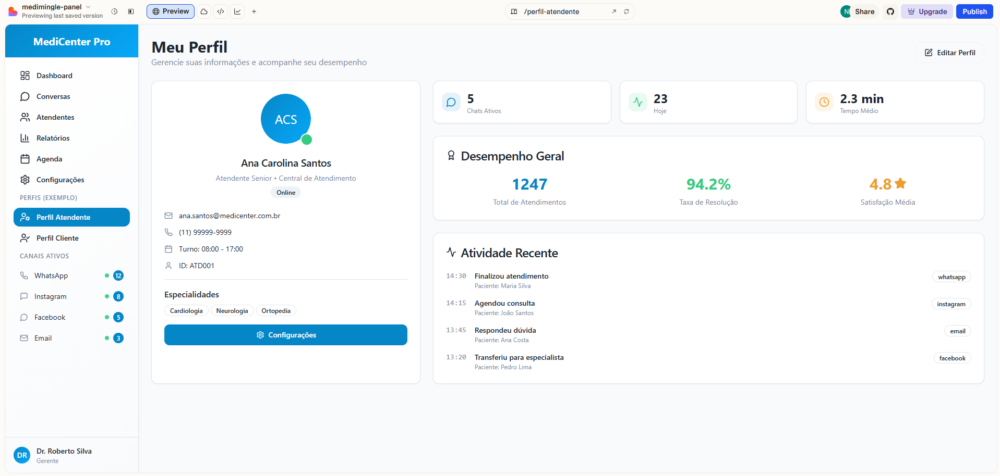 medimingle-panel
Previewing last saved version
Preview
/perfil-atendente
N
Share
Upgrade
Publish
MediCenter Pro
Dashboard
Conversas
Atendentes
Relatórios
Agenda
Configurações
PERFIS (EXEMPLO)
Perfil Atendente
Perfil Cliente
CANAIS ATIVOS
WhatsApp 12
Instagram 8
Facebook 5
Email 3
DR
Dr. Roberto Silva
Gerente
Meu Perfil
Gerencie suas informações e acompanhe seu desempenho
Editar Perfil
ACS
Ana Carolina Santos
Atendente Senior • Central de Atendimento
Online
ana.santos@medicenter.com.br
(11) 99999-9999
Turno: 08:00 - 17:00
ID: ATD001
Especialidades
Cardiologia Neurologia Ortopedia
Configurações
5
Chats Ativos
23
Hoje
2.3 min
Tempo Médio
Desempenho Geral
1247
Total de Atendimentos
94.2%
Taxa de Resolução
4.8
Satisfação Média
Atividade Recente
14:30 Finalizou atendimento whatsapp
Paciente: Maria Silva
14:15 Agendou consulta instagram
Paciente: João Santos
13:45 Respondeu dúvida email
Paciente: Ana Costa
13:20 Transferiu para especialista facebook
Paciente: Pedro Lima